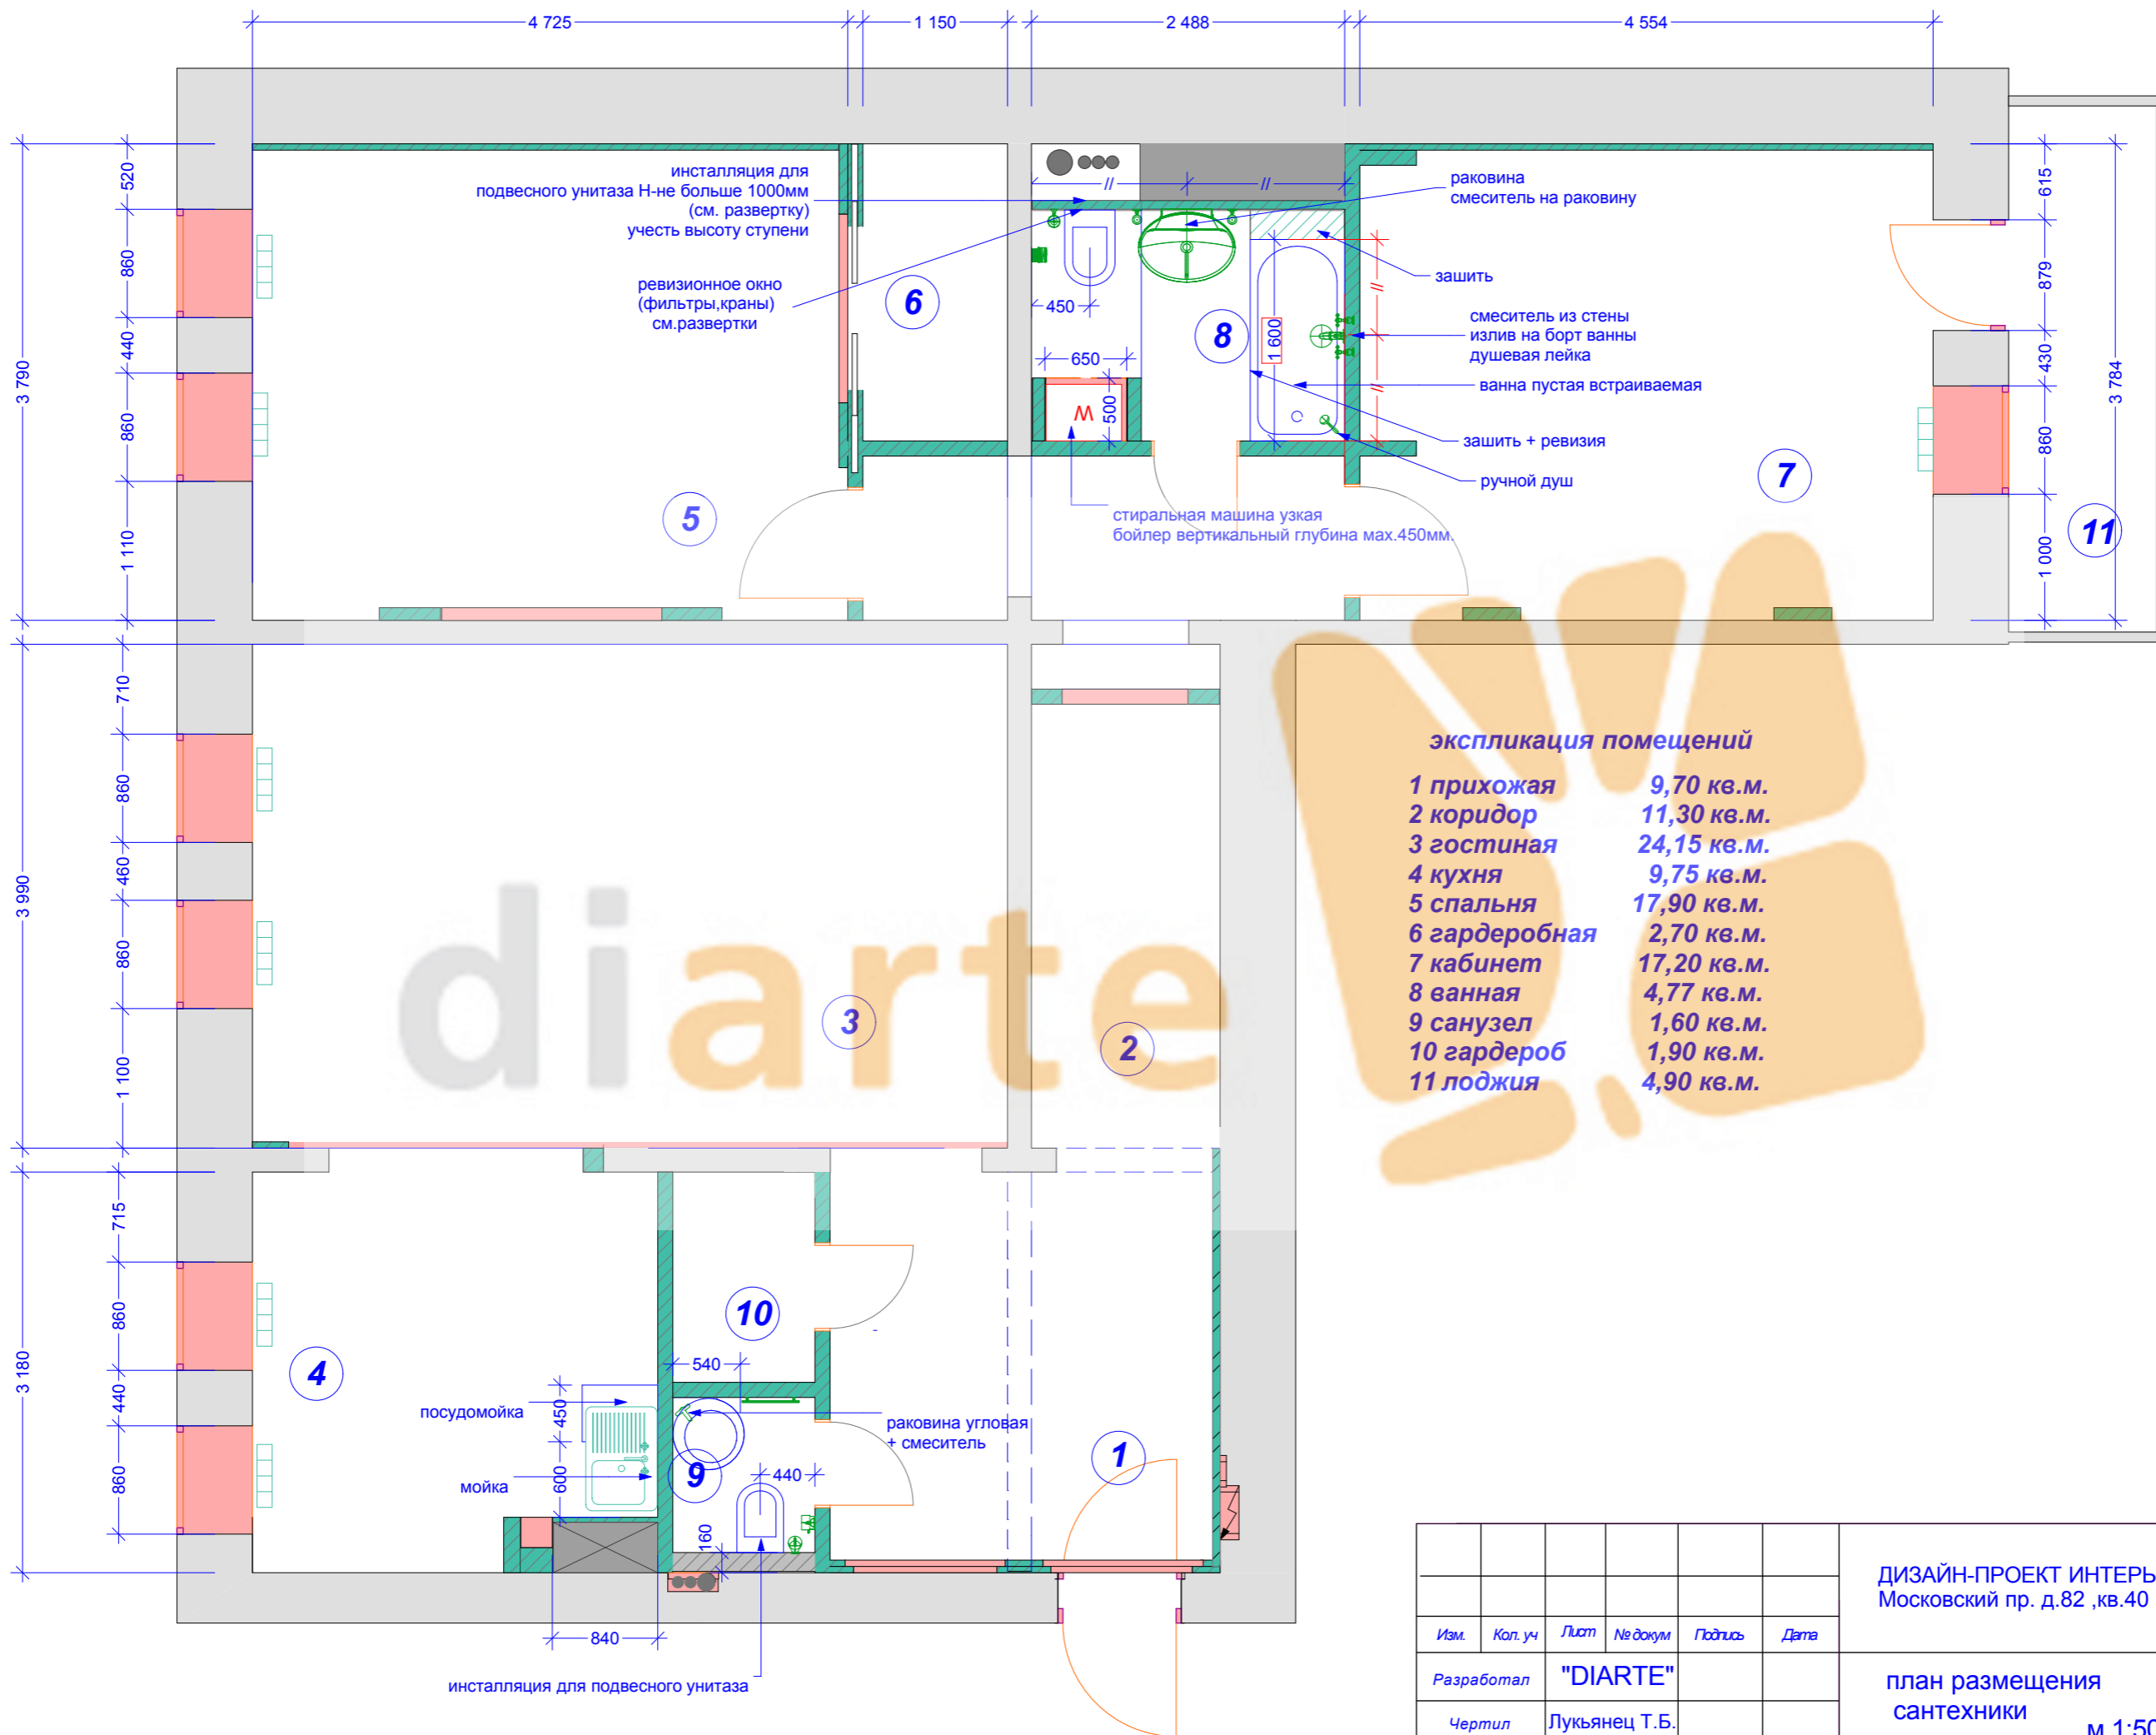 4 725
1 150
2 488
4 554
инсталляция для
подвесного унитаза Н-не больше 1000мм
(см. развертку)
учесть высоту ступени
ревизионное окно
(фильтры,краны)
см.развертки
раковина
смеситель на раковину
зашить
смеситель из стены
излив на борт ванны
душевая лейка
ванна пустая встраиваемая
зашить + ревизия
ручной душ
стиральная машина узкая
бойлер вертикальный глубина мах.450мм.
3 790
520
860
440
860
1 110
450
650
500
1 600
W
//
//
//
//
615
879
430
860
1 000
3 784
5
6
8
7
11
3 990
710
860
460
860
1 100
3
2
diarte
экспликация помещений
1 прихожая 9,70 кв.м.
2 коридор 11,30 кв.м.
3 гостиная 24,15 кв.м.
4 кухня 9,75 кв.м.
5 спальня 17,90 кв.м.
6 гардеробная 2,70 кв.м.
7 кабинет 17,20 кв.м.
8 ванная 4,77 кв.м.
9 санузел 1,60 кв.м.
10 гардероб 1,90 кв.м.
11 лоджия 4,90 кв.м.
3 180
715
860
440
860
4
10
9
1
посудомойка
мойка
450
600
540
440
160
840
раковина угловая
+ смеситель
инсталляция для подвесного унитаза
ДИЗАЙН-ПРОЕКТ ИНТЕРЬ
Московский пр. д.82 ,кв.40
Изм. Кол. уч Лист № докум Подпись Дата
Разработал "DIARTE"
Чертил Лукьянец Т.Б.
план размещения
сантехники
м 1:50